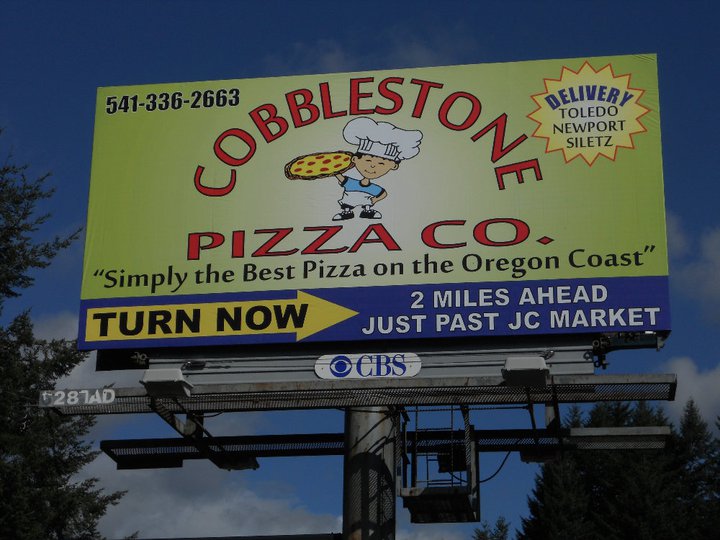 541-336-2663
COBBLESTONE
DELIVERY
TOLEDO
NEWPORT
SILETZ
PIZZA CO.
"Simply the Best Pizza on the Oregon Coast"
TURN NOW
2 MILES AHEAD
JUST PAST JC MARKET
CBS